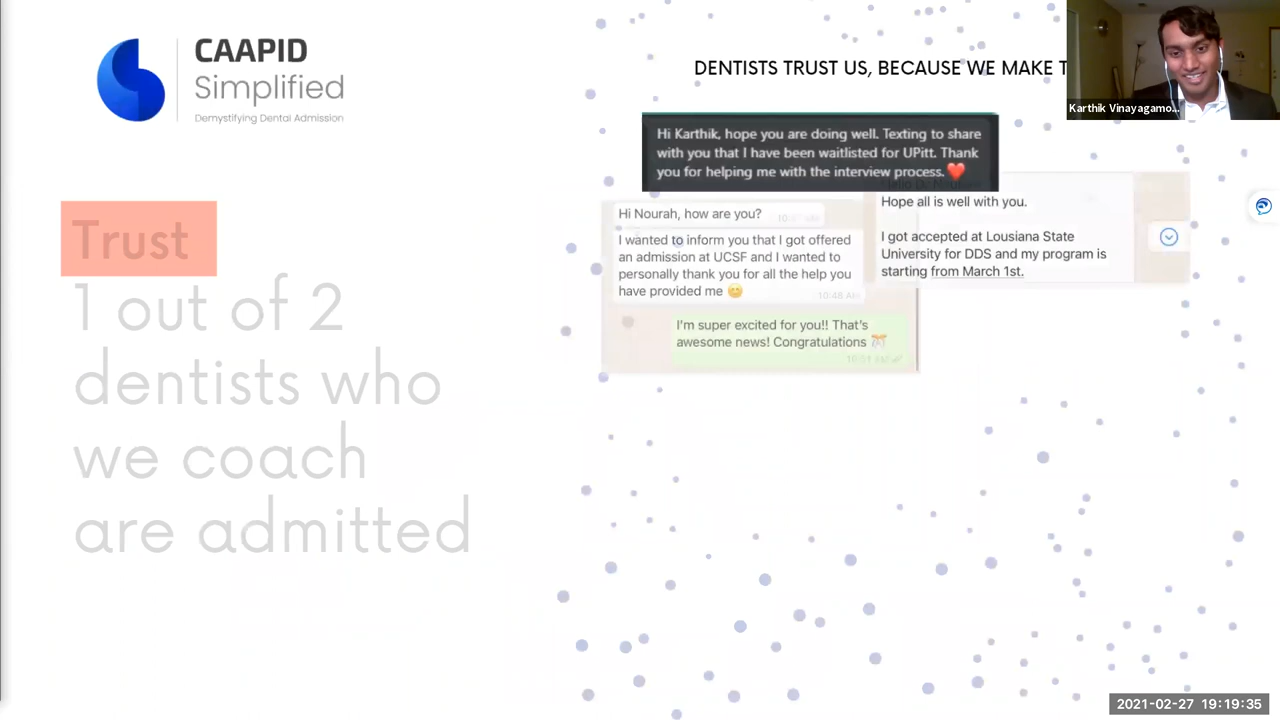 CAAPID
Simplified
Demystifying Dental Admission
DENTISTS TRUST US, BECAUSE WE MAKE T
Karthik Vinayagamo...
Hi Karthik, hope you are doing well. Texting to share
with you that I have been waitlisted for UPitt. Thank
you for helping me with the interview process.❤️
Trust
1 out of 2
dentists who
we coach
are admitted
Hi Nourah, how are you?
I wanted to inform you that I got offered
an admission at UCSF and I wanted to
personally thank you for all the help you
have provided me 😊
10:48 AM
I'm super excited for you!! That's
awesome news! Congratulations 🎊
10:51 AM
Hope all is well with you.
I got accepted at Lousiana State
University for DDS and my program is
starting from March 1st.
2021-02-27 19:19:35